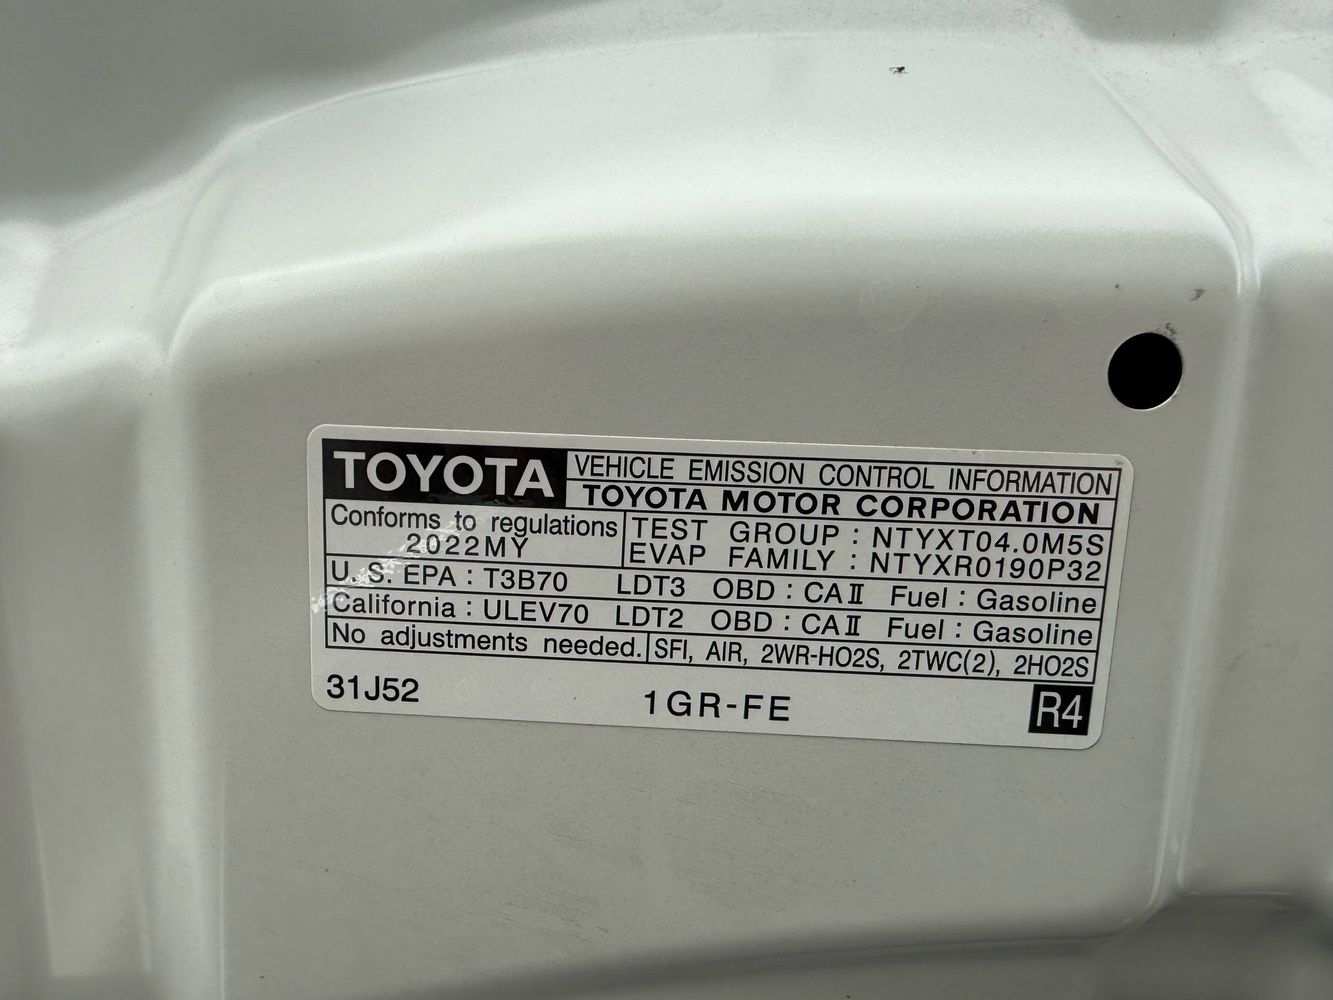 TOYOTA VEHICLE EMISSION CONTROL INFORMATION
TOYOTA MOTOR CORPORATION
Conforms to regulations
2022MY
TEST GROUP : NTYXT04.0M5S
EVAP FAMILY : NTYXR0190P32
U.S. EPA : T3B70 LDT3 OBD : CAⅡ Fuel : Gasoline
California : ULEV70 LDT2 OBD : CAⅡ Fuel : Gasoline
No adjustments needed. SFI, AIR, 2WR-HO2S, 2TWC(2), 2HO2S
31J52 1GR-FE R4